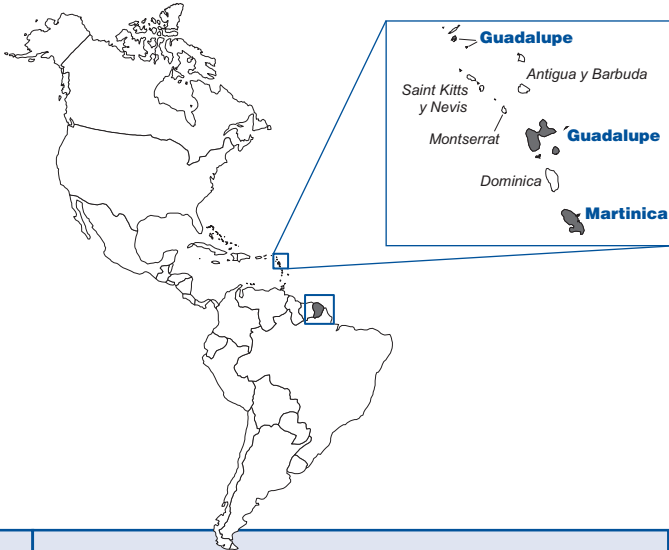 Guadalupe
Antigua y Barbuda
Saint Kitts
y Nevis
Montserrat
Guadalupe
Dominica
Martinica